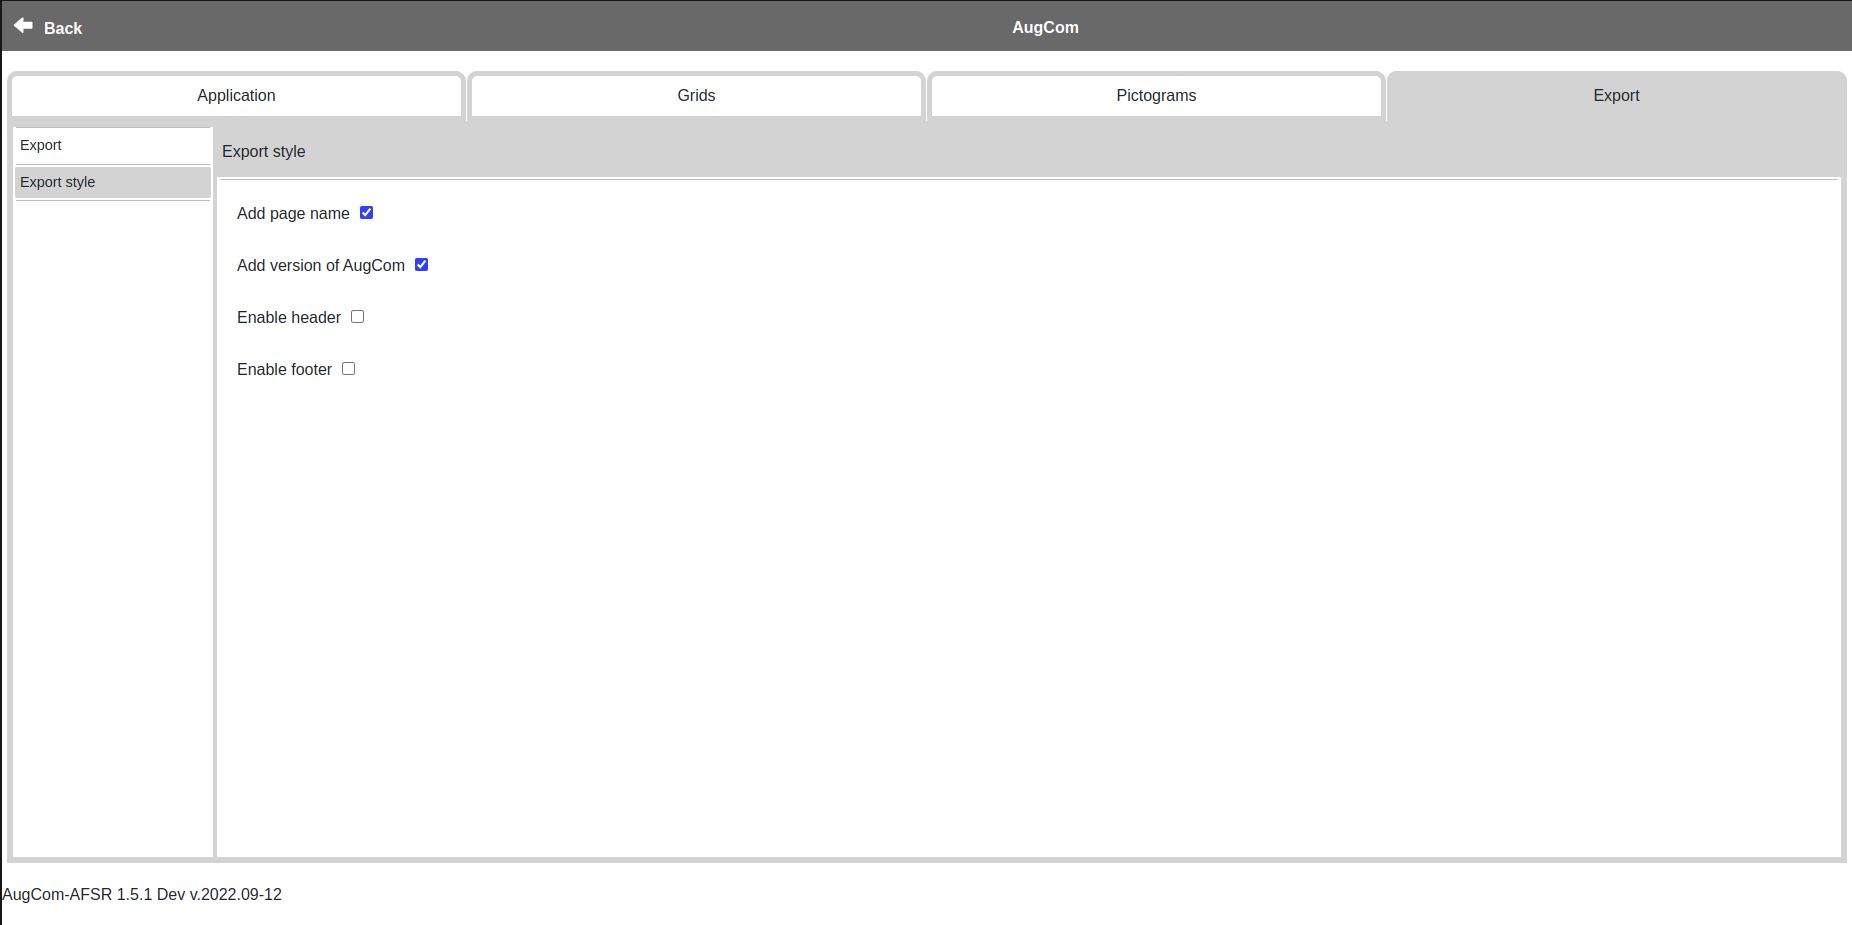 Back
AugCom
Application
Grids
Pictograms
Export
Export
Export style
Export style
Add page name
Add version of AugCom
Enable header
Enable footer
AugCom-AFSR 1.5.1 Dev v.2022.09-12